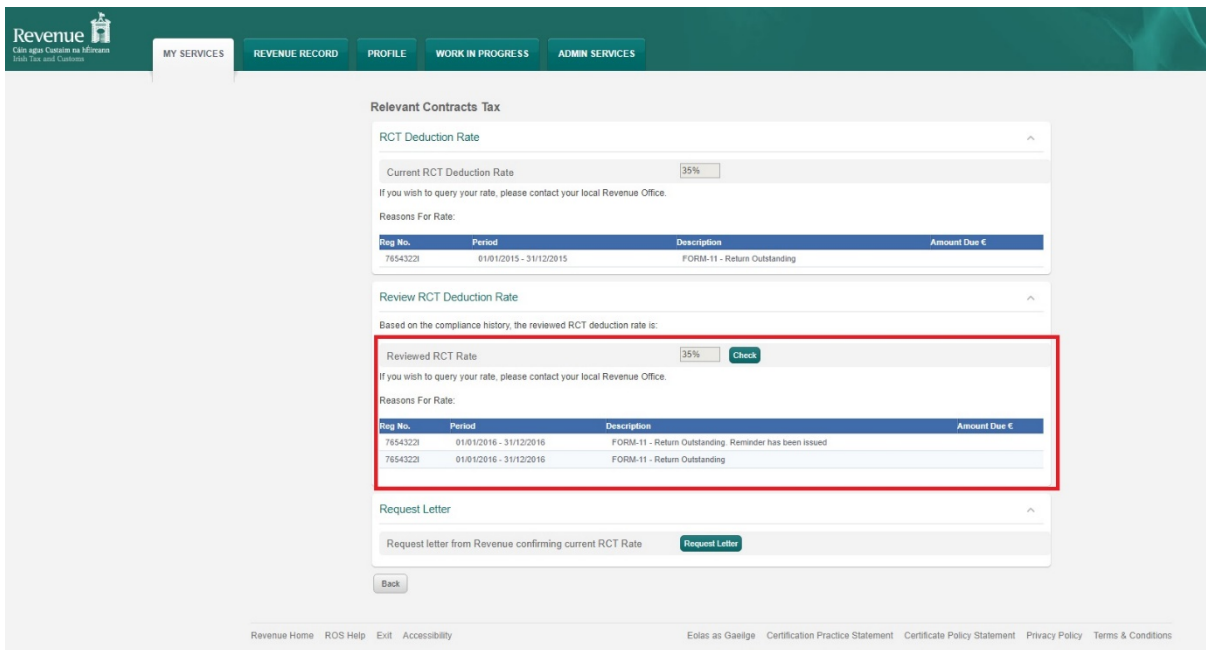 Revenue
Cáin agus Custaim na hÉireann
Irish Tax and Customs
MY SERVICES
REVENUE RECORD
PROFILE
WORK IN PROGRESS
ADMIN SERVICES
Relevant Contracts Tax
RCT Deduction Rate
Current RCT Deduction Rate 35%
If you wish to query your rate, please contact your local Revenue Office.
Reasons For Rate:
Reg No. Period Description Amount Due €
7654322I 01/01/2015 - 31/12/2015 FORM-11 - Return Outstanding
Review RCT Deduction Rate
Based on the compliance history, the reviewed RCT deduction rate is:
Reviewed RCT Rate 35% Check
If you wish to query your rate, please contact your local Revenue Office.
Reasons For Rate:
Reg No. Period Description Amount Due €
7654322I 01/01/2016 - 31/12/2016 FORM-11 - Return Outstanding. Reminder has been issued
7654322I 01/01/2016 - 31/12/2016 FORM-11 - Return Outstanding
Request Letter
Request letter from Revenue confirming current RCT Rate Request Letter
Back
Revenue Home ROS Help Exit Accessibility Eolas as Gaeilge Certification Practice Statement Certificate Policy Statement Privacy Policy Terms & Conditions